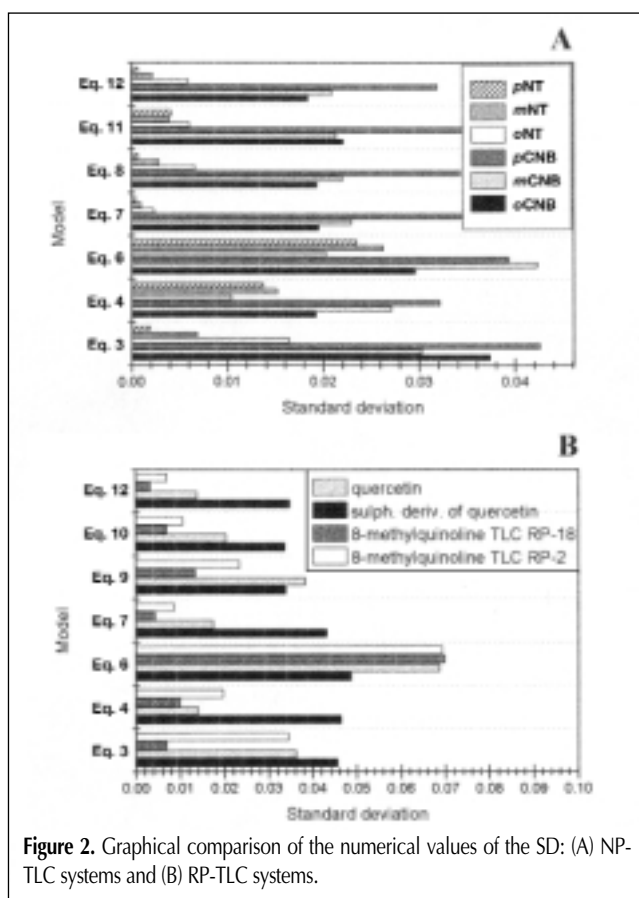 A
Eq. 12
Eq. 11
Eq. 8
Eq. 7
Eq. 6
Eq. 4
Eq. 3
Model
pNT
mNT
oNT
pCNB
mCNB
oCNB
0.00 0.01 0.02 0.03 0.04
Standard deviation
B
Eq. 12
Eq. 10
Eq. 9
Eq. 7
Eq. 6
Eq. 4
Eq. 3
Model
quercetin
sulph. deriv. of quercetin
8-methylquinoline TLC RP-18
8-methylquinoline TLC RP-2
0.00 0.01 0.02 0.03 0.04 0.05 0.06 0.07 0.08 0.09 0.10
Standard deviation
Figure 2. Graphical comparison of the numerical values of the SD: (A) NP-
TLC systems and (B) RP-TLC systems.